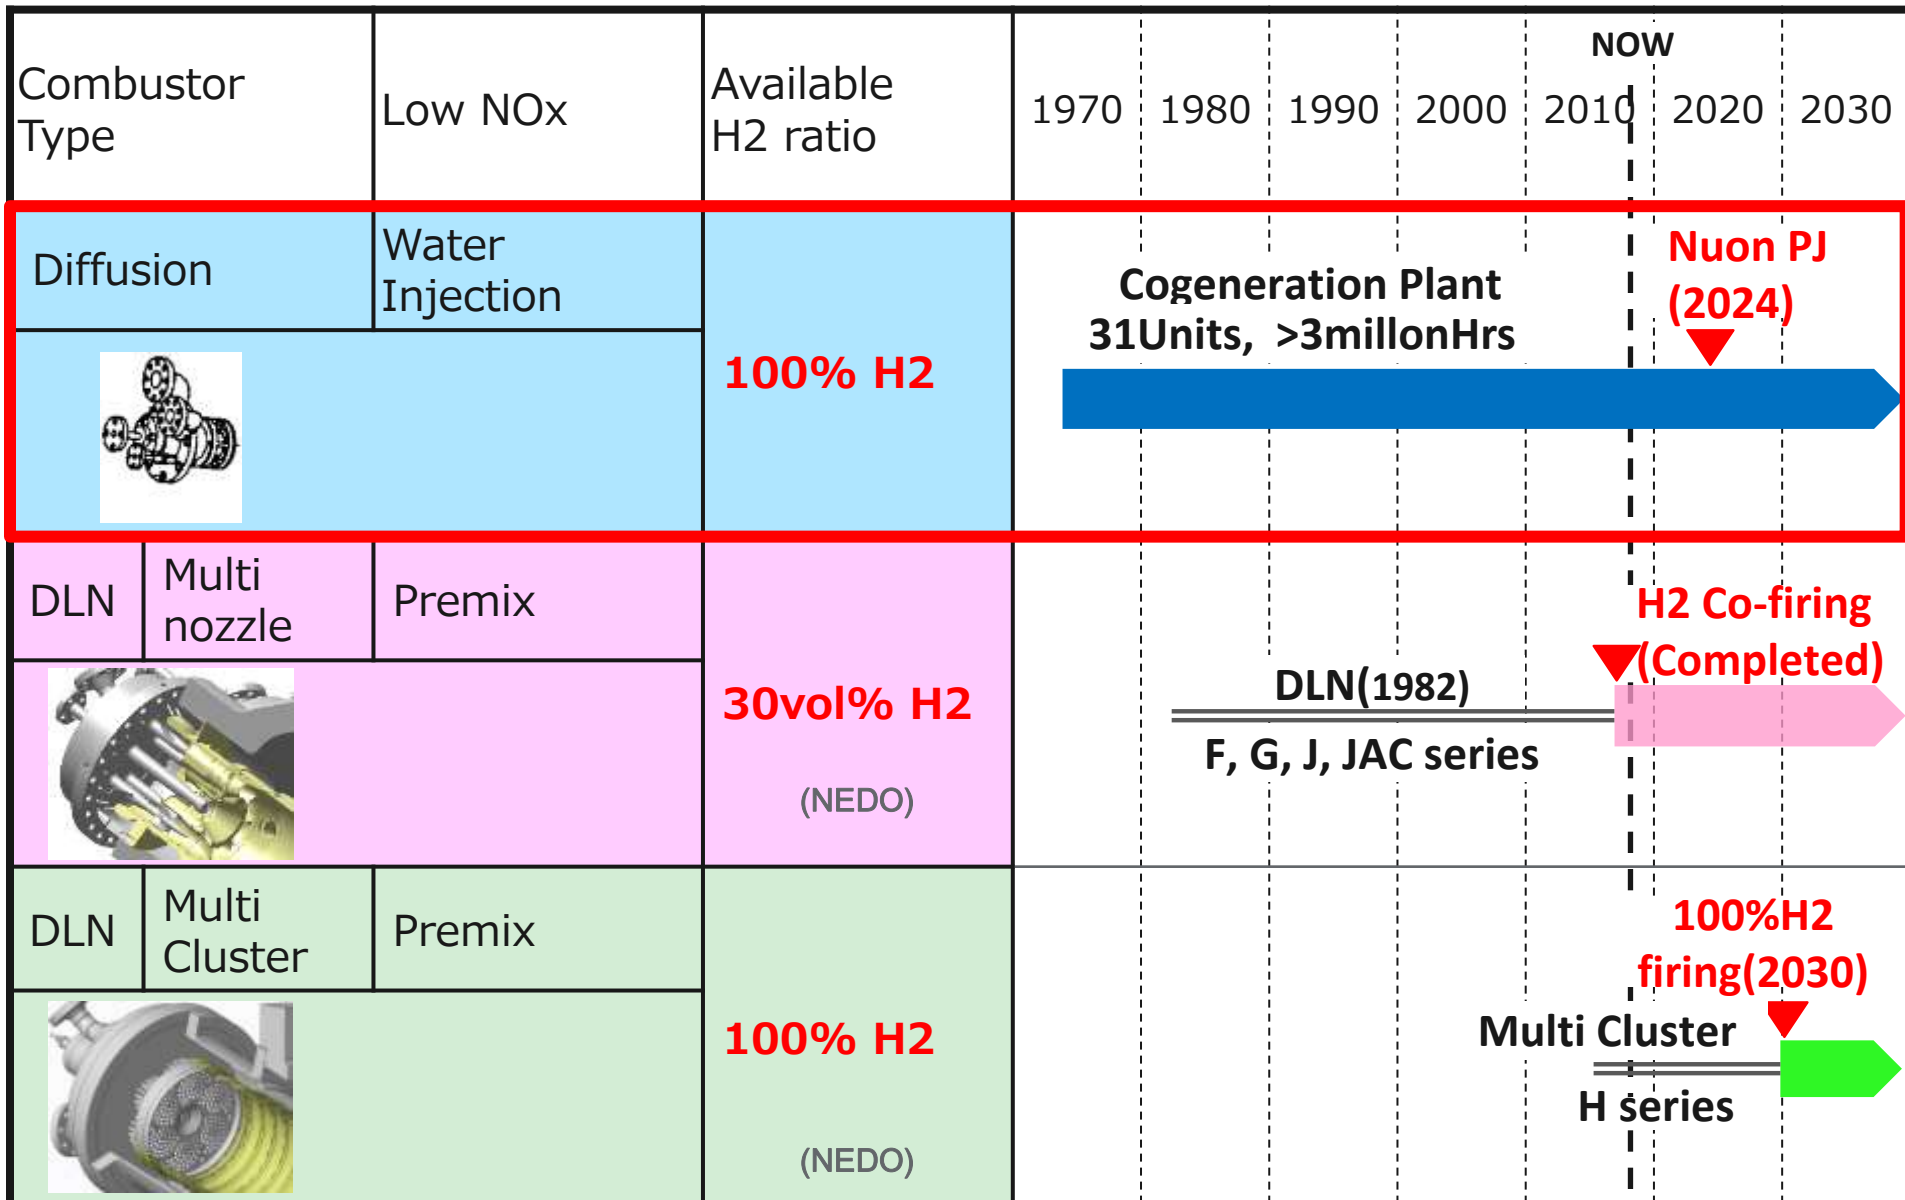 Combustor
Type
Low NOx
Available
H2 ratio
NOW
1970 1980 1990 2000 2010 2020 2030
Diffusion
Water
Injection
100% H2
Cogeneration Plant
31Units, >3millonHrs
Nuon PJ
(2024)
DLN
Multi
nozzle
Premix
30vol% H2
(NEDO)
DLN(1982)
F, G, J, JAC series
H2 Co-firing
(Completed)
DLN
Multi
Cluster
Premix
100% H2
(NEDO)
100%H2
firing(2030)
Multi Cluster
H series